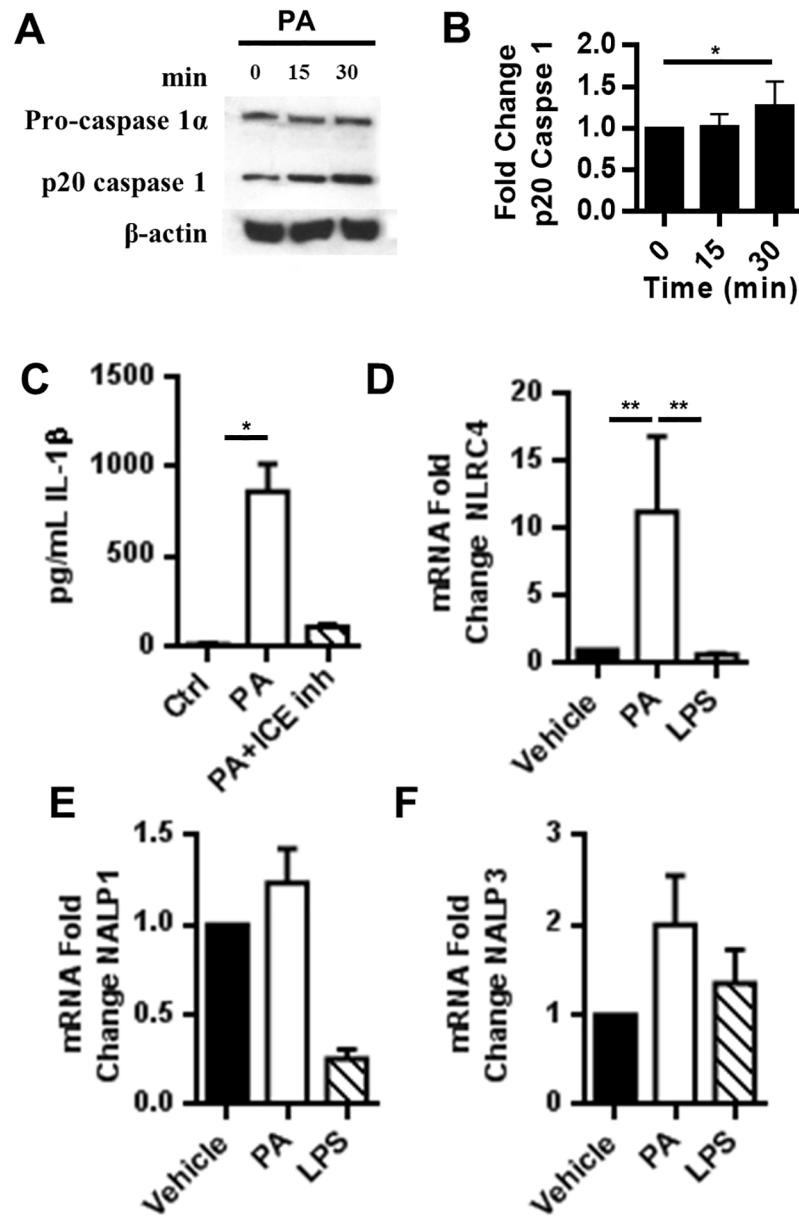 A
PA
min 0 15 30
Pro-caspase 1α
p20 caspase 1
β-actin
B
Fold Change
p20 Caspse 1
2.0
1.5
1.0
0.5
0.0
*
0 15 30
Time (min)
C
pg/mL IL-1β
1500
1000
500
0
*
Ctrl PA PA+ICE inh
D
mRNA Fold
Change NLRC4
20
15
10
5
0
** **
Vehicle PA LPS
E
mRNA Fold
Change NALP1
1.5
1.0
0.5
0.0
Vehicle PA LPS
F
mRNA Fold
Change NALP3
3
2
1
0
Vehicle PA LPS